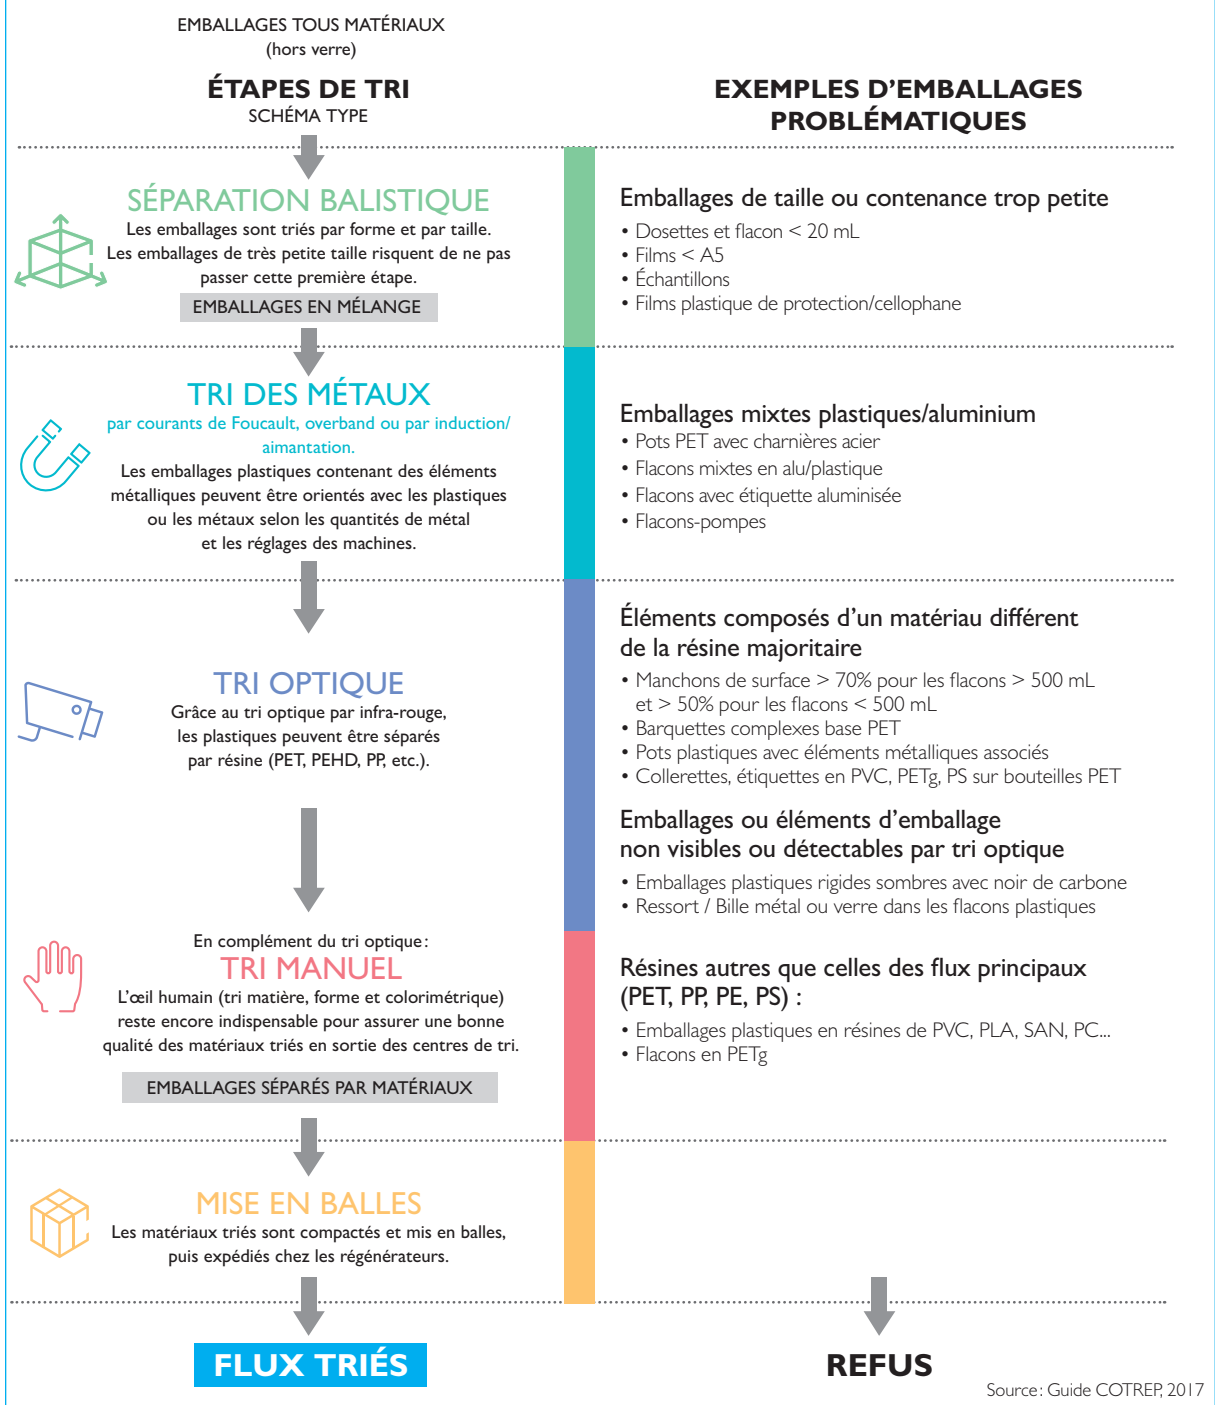 EMBALLAGES TOUS MATÉRIAUX
(hors verre)
ÉTAPES DE TRI
SCHÉMA TYPE
EXEMPLES D’EMBALLAGES
PROBLÉMATIQUES
SÉPARATION BALISTIQUE
Les emballages sont triés par forme et par taille.
Les emballages de très petite taille risquent de ne pas
passer cette première étape.
EMBALLAGES EN MÉLANGE
Emballages de taille ou contenance trop petite
• Dosettes et flacon < 20 mL
• Films < A5
• Échantillons
• Films plastique de protection/cellophane
TRI DES MÉTAUX
par courants de Foucault, overband ou par induction/
aimantation.
Les emballages plastiques contenant des éléments
métalliques peuvent être orientés avec les plastiques
ou les métaux selon les quantités de métal
et les réglages des machines.
Emballages mixtes plastiques/aluminium
• Pots PET avec charnières acier
• Flacons mixtes en alu/plastique
• Flacons avec étiquette aluminisée
• Flacons-pompes
TRI OPTIQUE
Grâce au tri optique par infra-rouge,
les plastiques peuvent être séparés
par résine (PET, PEHD, PP, etc.).
Éléments composés d’un matériau différent
de la résine majoritaire
• Manchons de surface > 70% pour les flacons > 500 mL
et > 50% pour les flacons < 500 mL
• Barquettes complexes base PET
• Pots plastiques avec éléments métalliques associés
• Collerettes, étiquettes en PVC, PETg, PS sur bouteilles PET
Emballages ou éléments d’emballage
non visibles ou détectables par tri optique
• Emballages plastiques rigides sombres avec noir de carbone
• Ressort / Bille métal ou verre dans les flacons plastiques
En complément du tri optique :
TRI MANUEL
L’œil humain (tri matière, forme et colorimétrique)
reste encore indispensable pour assurer une bonne
qualité des matériaux triés en sortie des centres de tri.
EMBALLAGES SÉPARÉS PAR MATÉRIAUX
Résines autres que celles des flux principaux
(PET, PP, PE, PS) :
• Emballages plastiques en résines de PVC, PLA, SAN, PC...
• Flacons en PETg
MISE EN BALLES
Les matériaux triés sont compactés et mis en balles,
puis expédiés chez les régénérateurs.
FLUX TRIÉS
REFUS
Source : Guide COTREP, 2017